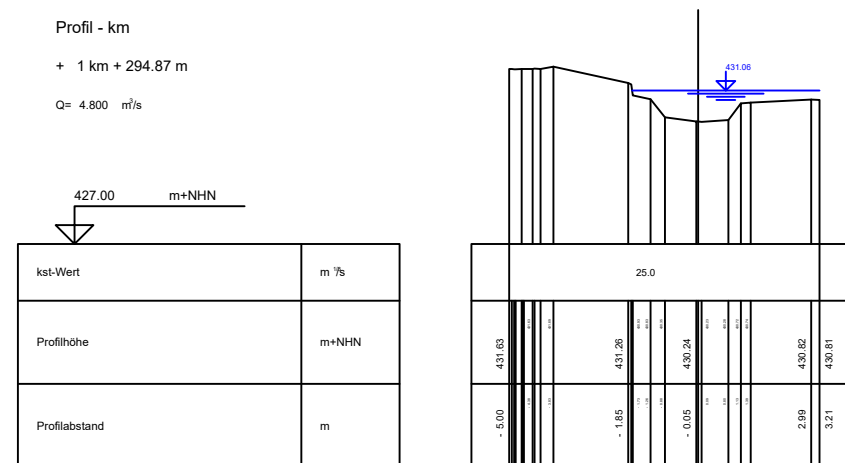 Profil - km
+ 1 km + 294.87 m
Q= 4.800 m³/s
431.06
427.00 m+NHN
kst-Wert m ⅓/s 25.0
Profilhöhe m+NHN 431.63 431.26 430.24 430.82 430.81
Profilabstand m - 5.00 - 1.85 - 0.05 2.99 3.21